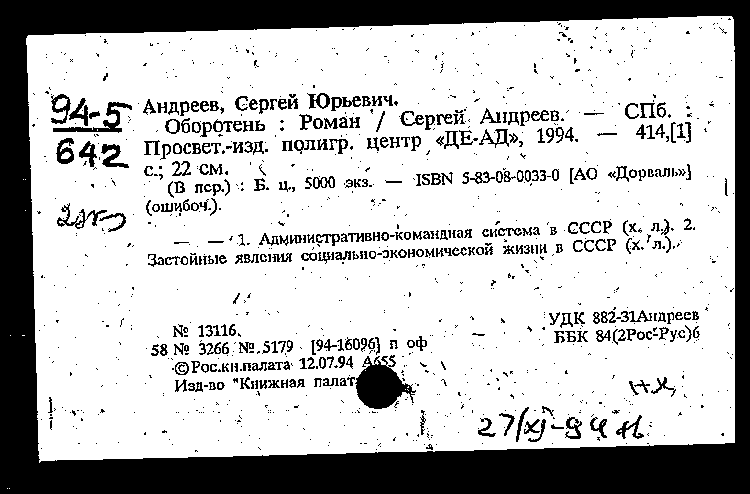 94-5
642
Андреев, Сергей Юрьевич.
Оборотень : Роман / Сергей Андреев. — СПб. :
Просвет.-изд. полигр. центр «ДЕ-АД», 1994. — 414,[1]
с.; 22 см.
(В пер.) : Б. ц., 5000 экз. — ISBN 5-83-08-0033-0 [АО «Дорваль»]
(ошибоч.).
— — 1. Административно-командная система в СССР (х. л.). 2.
Застойные явления социально-экономической жизни в СССР (х. л.).
№ 13116
УДК 882-31Андреев
58 № 3266 № 5179 [94-16096] п оф
ББК 84(2Рос-Рус)6
© Рос.кн.палата 12.07.94 А655
Изд-во "Книжная палат
27/XI-94